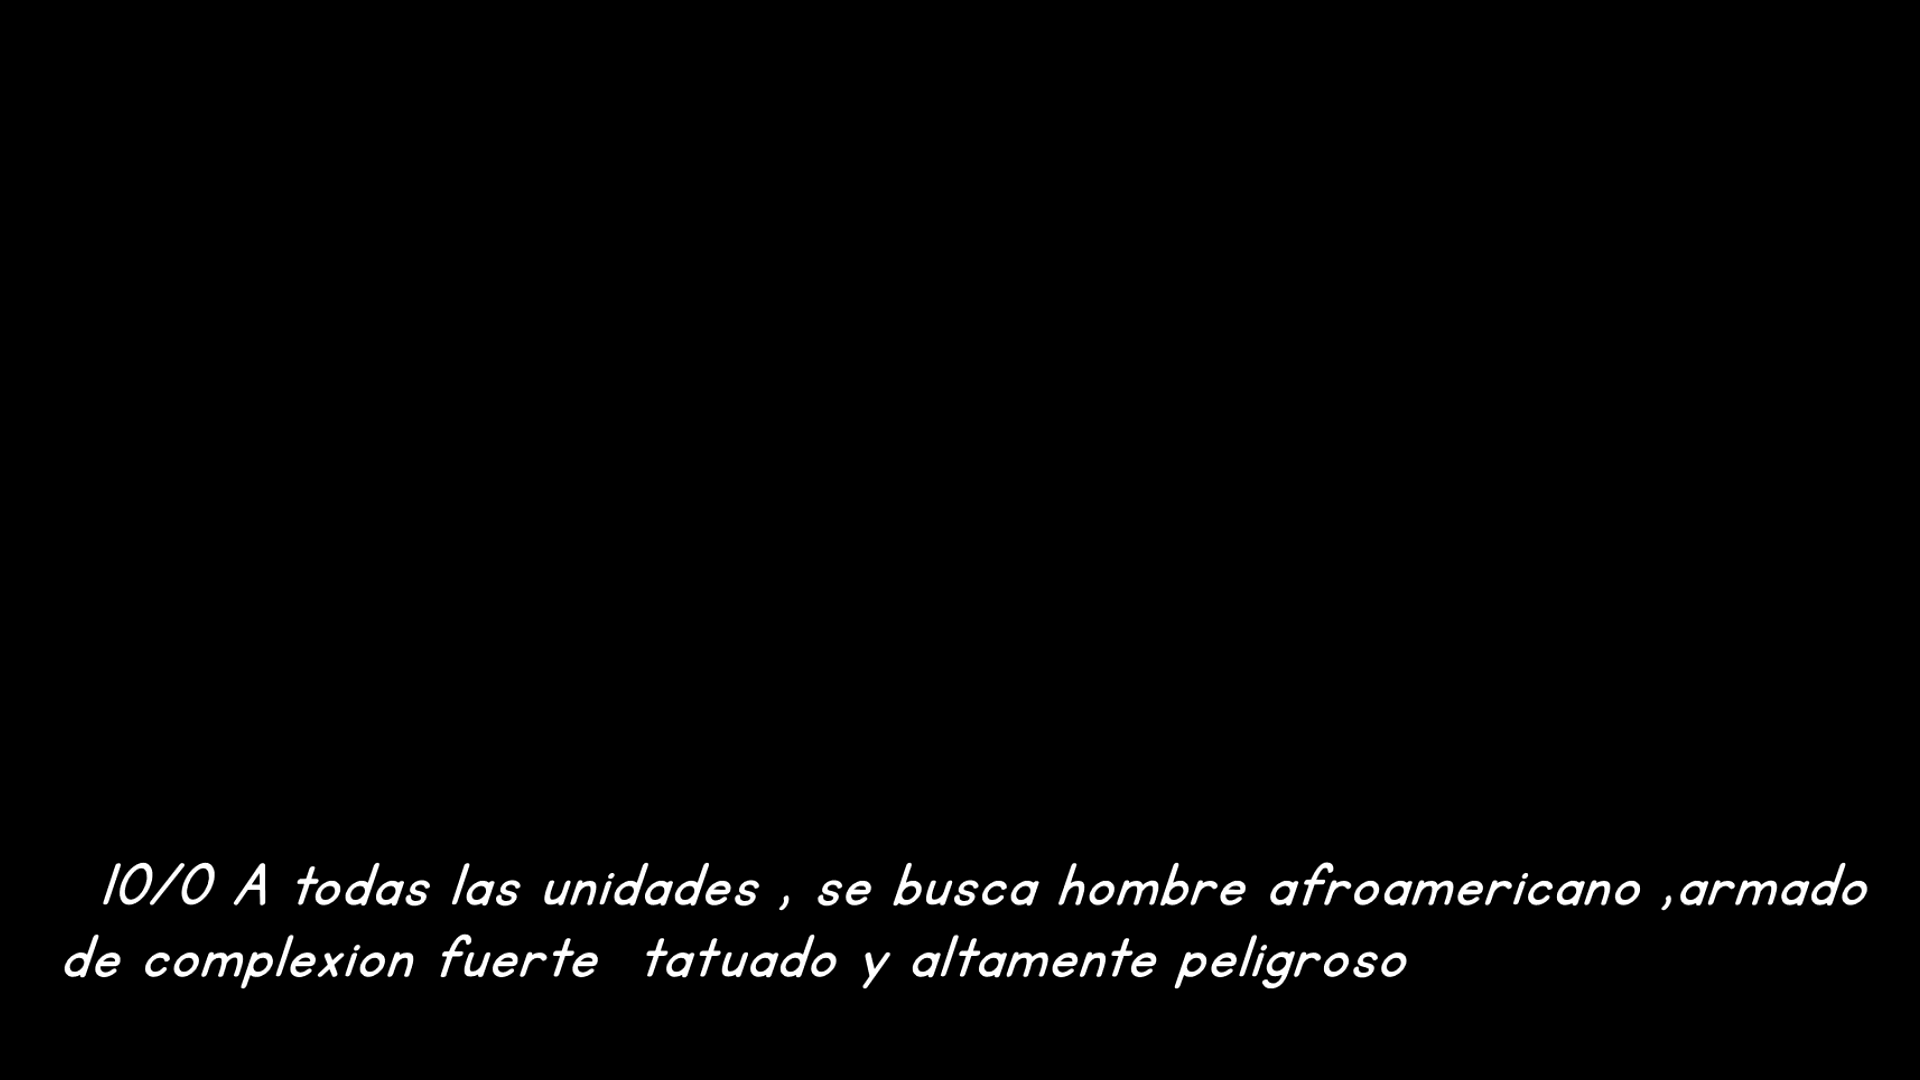 10/0 A todas las unidades , se busca hombre afroamericano ,armado
de complexion fuerte  tatuado y altamente peligroso